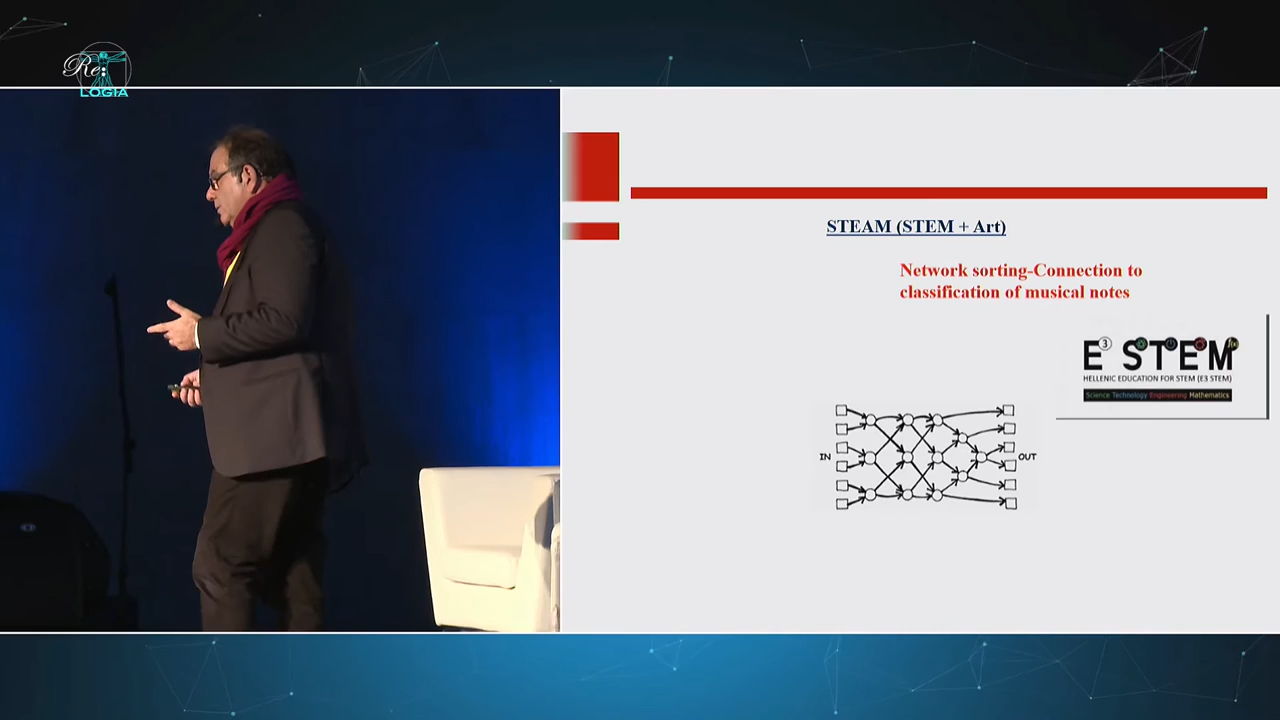 Re:
LOGIA
STEAM (STEM + Art)
Network sorting-Connection to
classification of musical notes
E3 STEM
HELLENIC EDUCATION FOR STEM (E3 STEM)
Science Technology Engineering Mathematics
IN
OUT